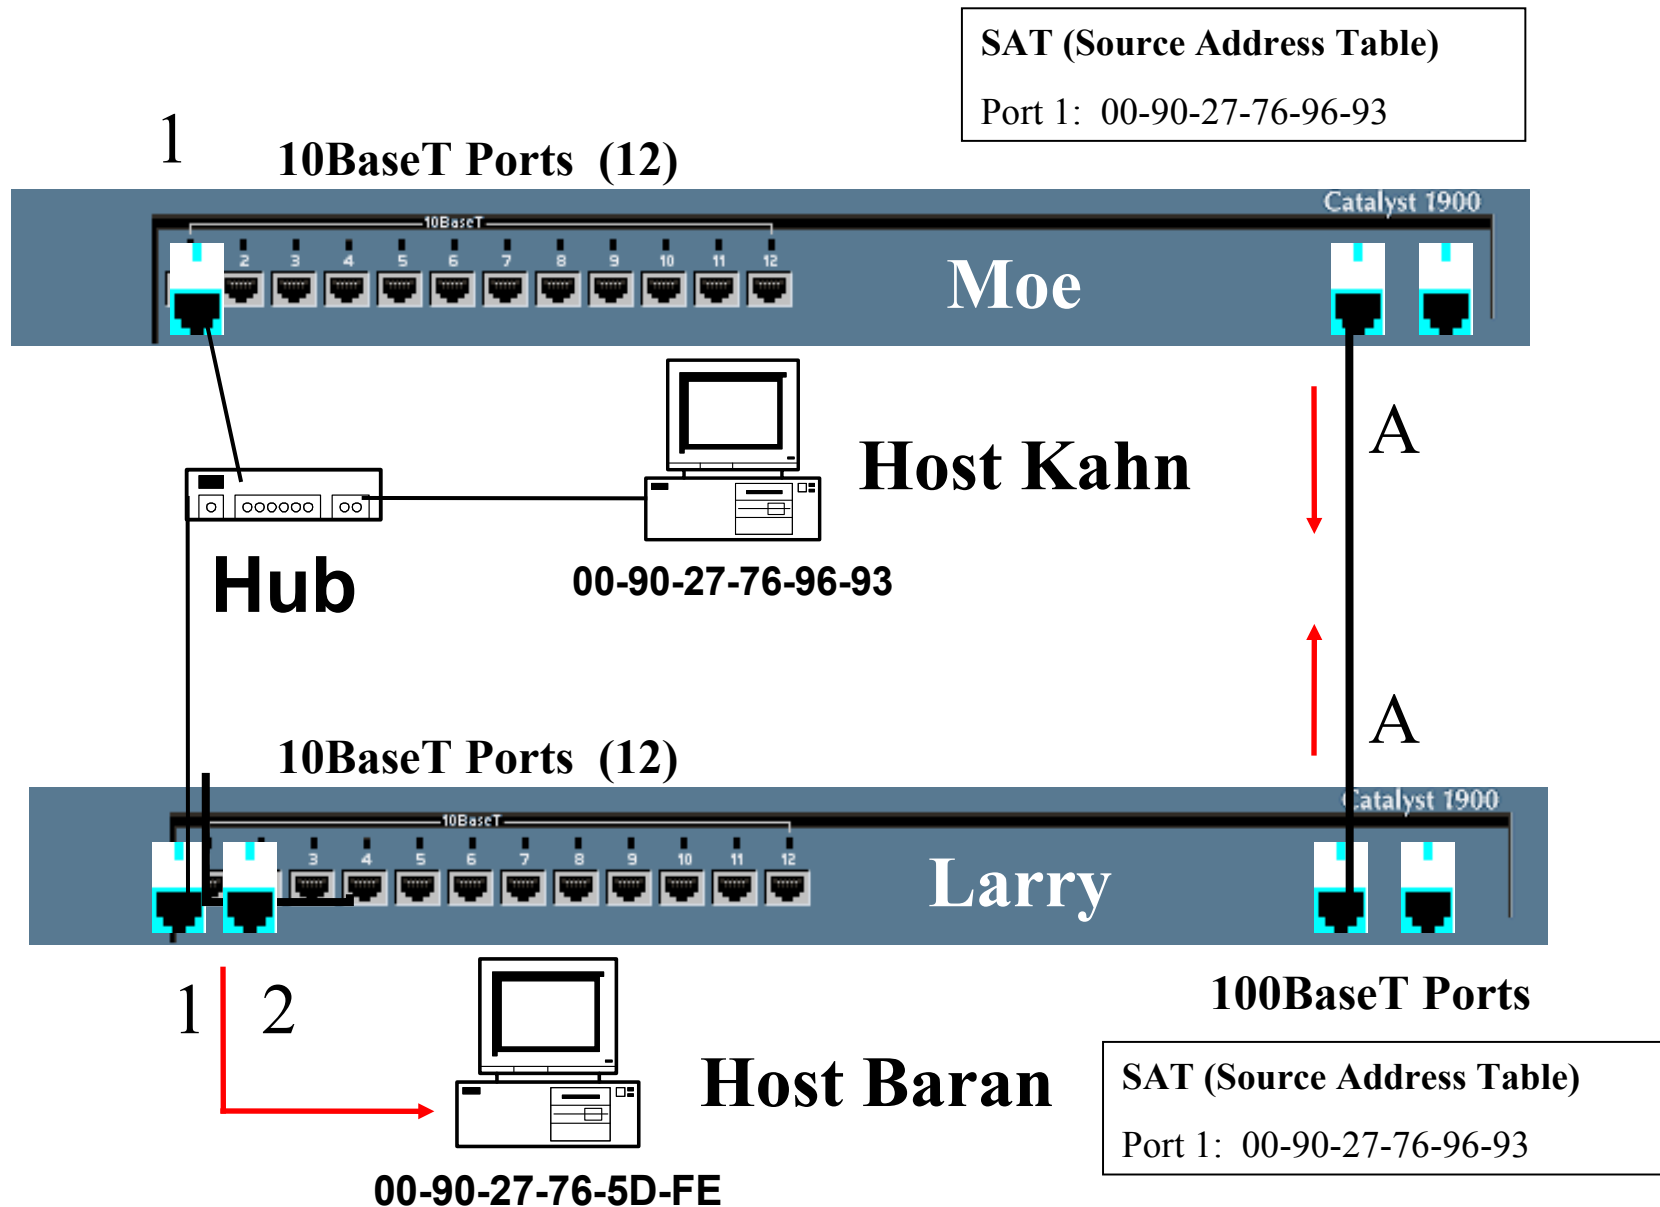 SAT (Source Address Table)
Port 1: 00-90-27-76-96-93
1
10BaseT Ports (12)
Catalyst 1900
10BaseT
2 3 4 5 6 7 8 9 10 11 12
Moe
A
Host Kahn
Hub
00-90-27-76-96-93
A
10BaseT Ports (12)
atalyst 1900
10BaseT
3 4 5 6 7 8 9 10 11 12
Larry
1 2
100BaseT Ports
Host Baran
SAT (Source Address Table)
Port 1: 00-90-27-76-96-93
00-90-27-76-5D-FE